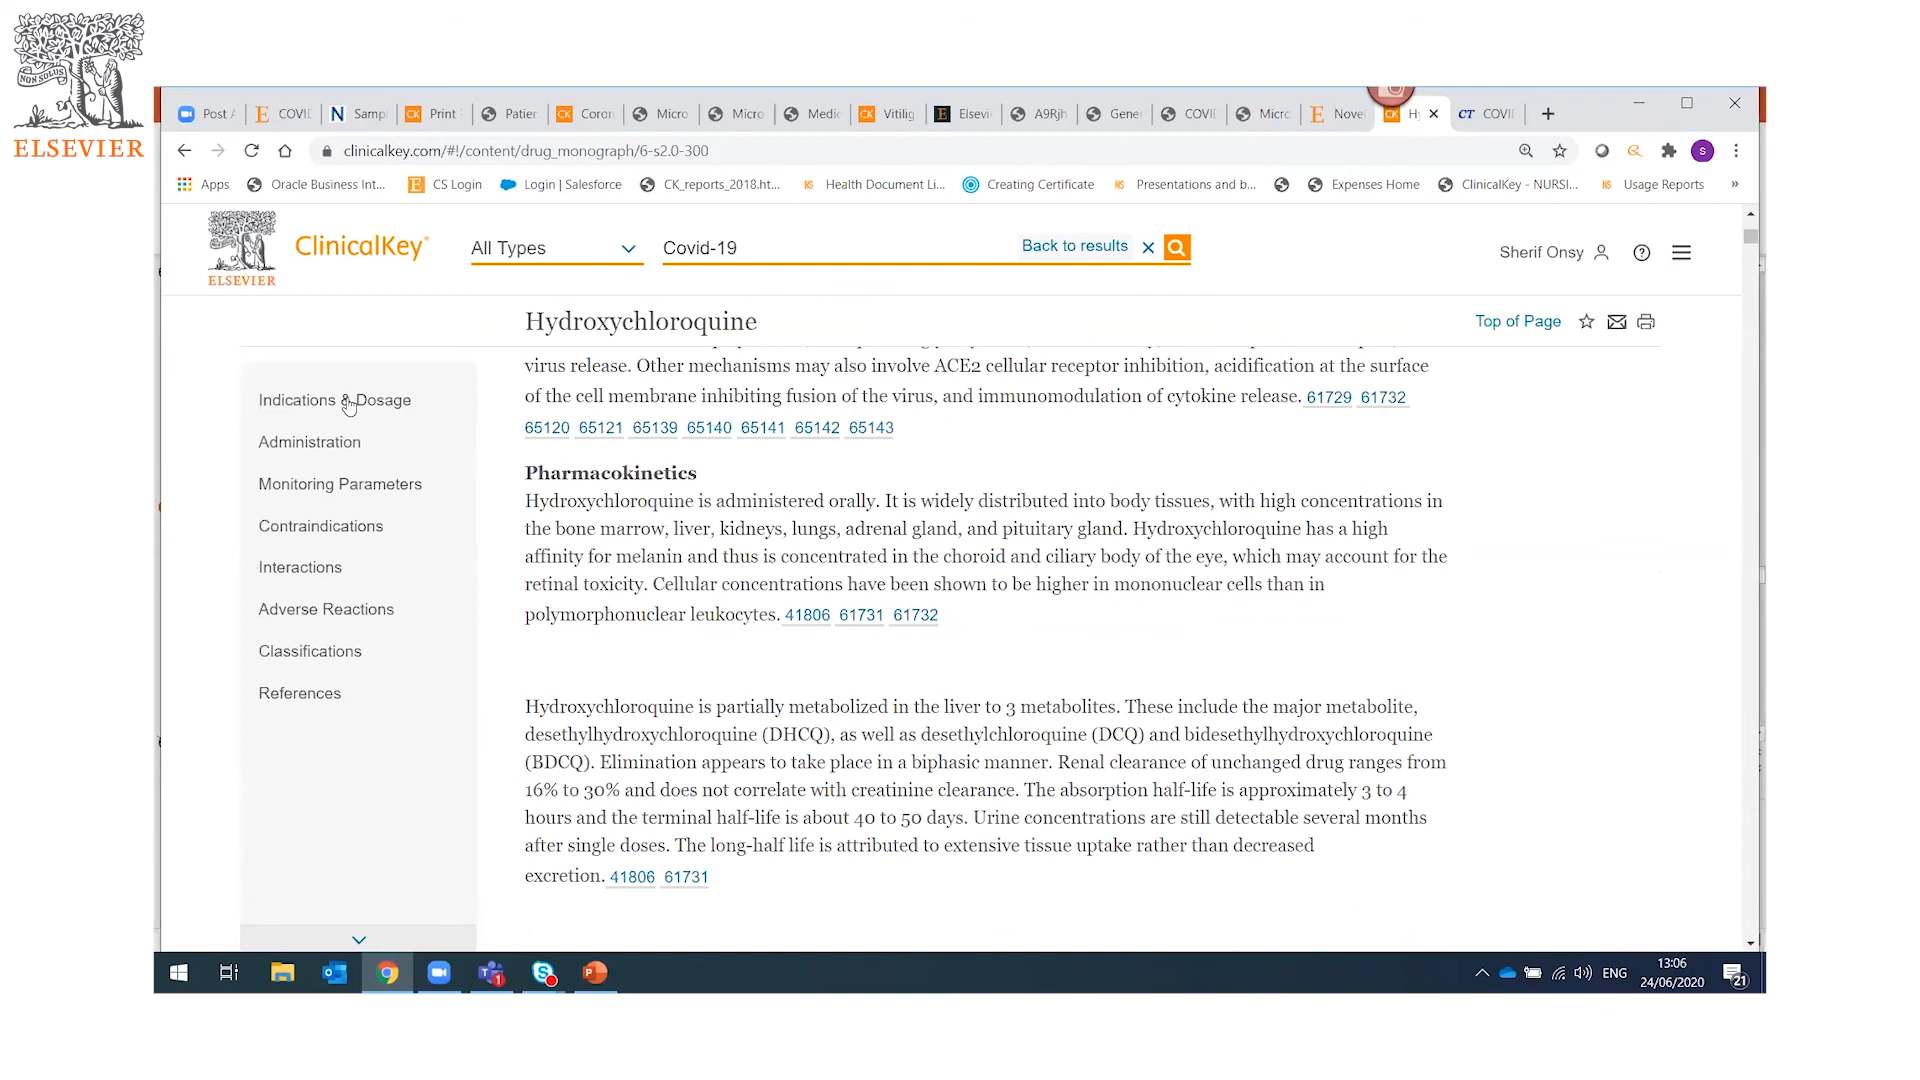 NON SOLUS
ELSEVIER
Post
COVI
Samp
Print
Patier
Coron
Micro
Micro
Medic
Vitilig
Elsevi
A9Rjh
Gene
COVI
Micro
Nove
Hy
COVI
clinicalkey.com/#!/content/drug_monograph/6-s2.0-300
S
Apps
Oracle Business Int...
CS Login
Login | Salesforce
CK_reports_2018.ht...
Health Document Li...
Creating Certificate
Presentations and b...
Expenses Home
ClinicalKey - NURSI...
Usage Reports
»
ELSEVIER
ClinicalKey®
All Types
Covid-19
Back to results
Sherif Onsy
Hydroxychloroquine
Top of Page
Indications & Dosage
Administration
Monitoring Parameters
Contraindications
Interactions
Adverse Reactions
Classifications
References
virus release. Other mechanisms may also involve ACE2 cellular receptor inhibition, acidification at the surface
of the cell membrane inhibiting fusion of the virus, and immunomodulation of cytokine release. 61729 61732
65120 65121 65139 65140 65141 65142 65143
Pharmacokinetics
Hydroxychloroquine is administered orally. It is widely distributed into body tissues, with high concentrations in
the bone marrow, liver, kidneys, lungs, adrenal gland, and pituitary gland. Hydroxychloroquine has a high
affinity for melanin and thus is concentrated in the choroid and ciliary body of the eye, which may account for the
retinal toxicity. Cellular concentrations have been shown to be higher in mononuclear cells than in
polymorphonuclear leukocytes. 41806 61731 61732
Hydroxychloroquine is partially metabolized in the liver to 3 metabolites. These include the major metabolite,
desethylhydroxychloroquine (DHCQ), as well as desethylchloroquine (DCQ) and bidesethylhydroxychloroquine
(BDCQ). Elimination appears to take place in a biphasic manner. Renal clearance of unchanged drug ranges from
16% to 30% and does not correlate with creatinine clearance. The absorption half-life is approximately 3 to 4
hours and the terminal half-life is about 40 to 50 days. Urine concentrations are still detectable several months
after single doses. The long-half life is attributed to extensive tissue uptake rather than decreased
excretion. 41806 61731
ENG
13:06
24/06/2020
21